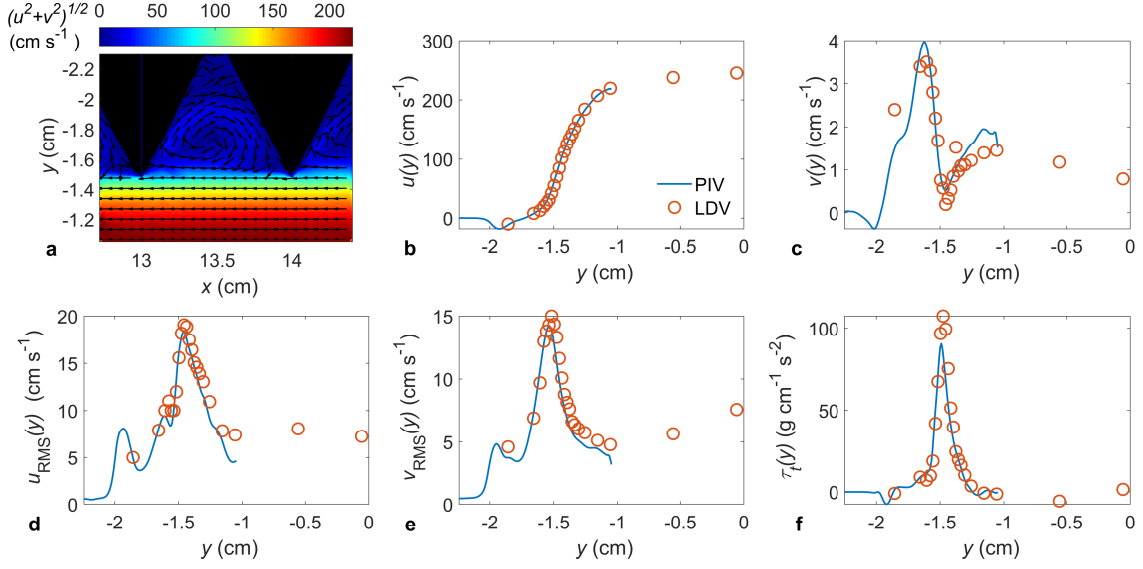 (u²+v²)^1/2
(cm s⁻¹ )
0 50 100 150 200
-2.2
-2
-1.8
-1.6
-1.4
-1.2
y (cm)
13 13.5 14
x (cm)
a
300
200
100
0
u(y) (cm s⁻¹)
PIV
LDV
-2 -1.5 -1 -0.5 0
y (cm)
b
4
3
2
1
0
v(y) (cm s⁻¹)
-2 -1.5 -1 -0.5 0
y (cm)
c
20
15
10
5
0
u_RMS(y) (cm s⁻¹)
-2 -1.5 -1 -0.5 0
y (cm)
d
15
10
5
0
v_RMS(y) (cm s⁻¹)
-2 -1.5 -1 -0.5 0
y (cm)
e
100
50
0
τ_t(y) (g cm⁻¹ s⁻²)
-2 -1.5 -1 -0.5 0
y (cm)
f